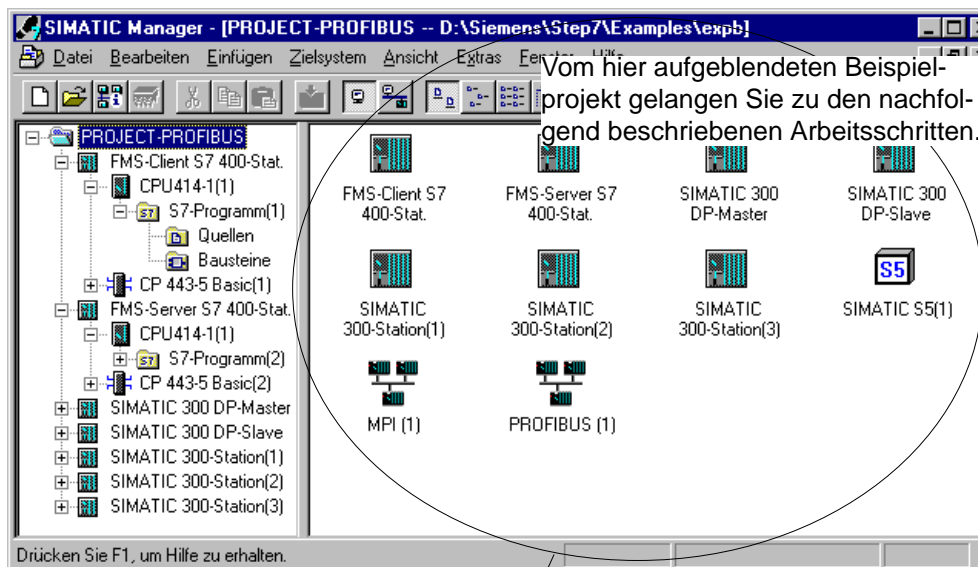 SIMATIC Manager - [PROJECT-PROFIBUS -- D:\Siemens\Step7\Examples\expb]
Datei Bearbeiten Einfügen Zielsystem Ansicht Extras Fenster Hilfe
Vom hier aufgeblendeten Beispiel-
projekt gelangen Sie zu den nachfol-
gend beschriebenen Arbeitsschritten.
PROJECT-PROFIBUS
FMS-Client S7 400-Stat.
CPU414-1(1)
S7-Programm(1)
Quellen
Bausteine
CP 443-5 Basic(1)
FMS-Server S7 400-Stat.
CPU414-1(1)
S7-Programm(2)
CP 443-5 Basic(2)
SIMATIC 300 DP-Master
SIMATIC 300 DP-Slave
SIMATIC 300-Station(1)
SIMATIC 300-Station(2)
SIMATIC 300-Station(3)
FMS-Client S7
400-Stat.
FMS-Server S7
400-Stat.
SIMATIC 300
DP-Master
SIMATIC 300
DP-Slave
SIMATIC
300-Station(1)
SIMATIC
300-Station(2)
SIMATIC
300-Station(3)
S5
SIMATIC S5(1)
MPI (1)
PROFIBUS (1)
Drücken Sie F1, um Hilfe zu erhalten.